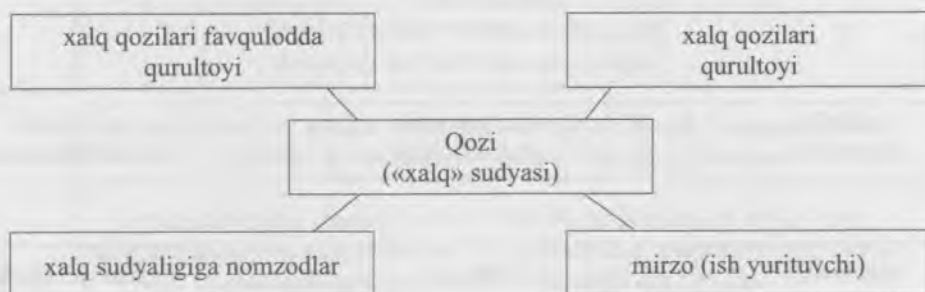 xalq qozilari favqulodda
qurultoyi
xalq qozilari
qurultoyi
Qozi
(«xalq» sudyasi)
xalq sudyaligiga nomzodlar
mirzo (ish yurituvchi)